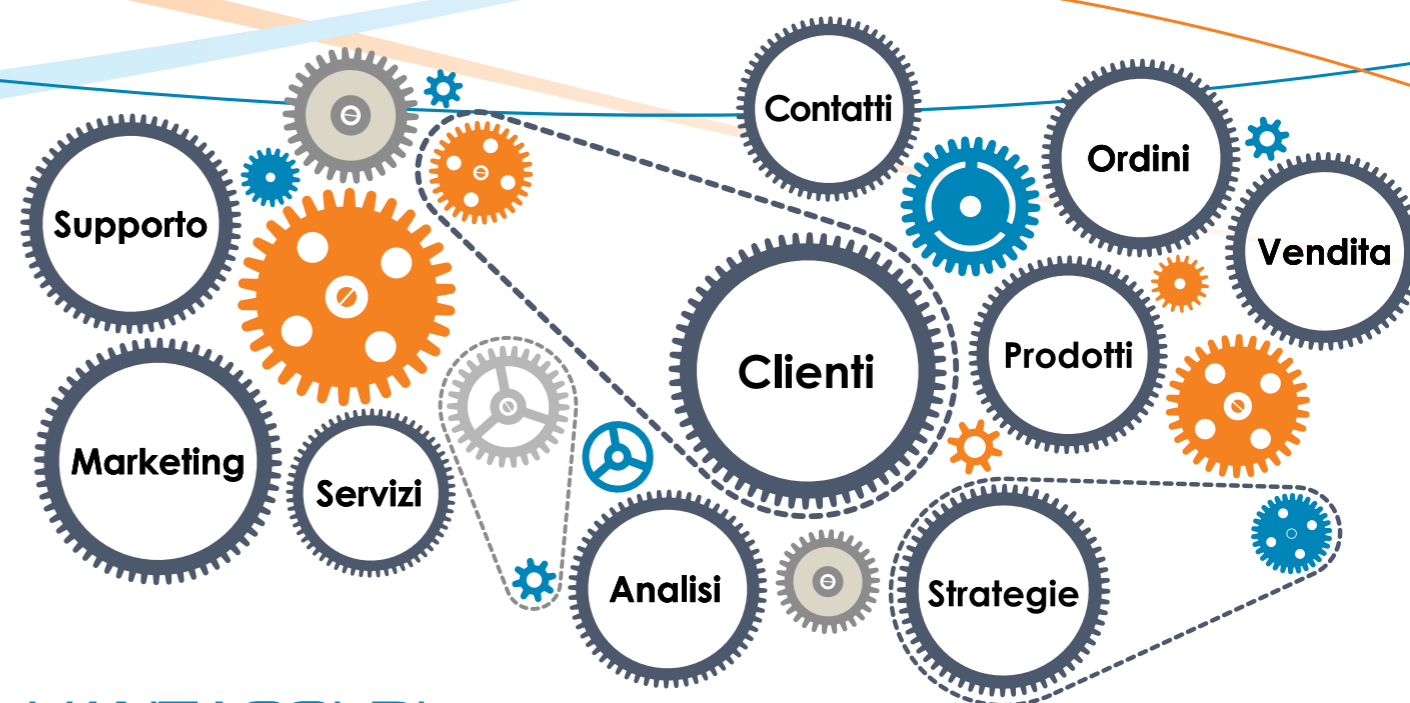 Contatti
Ordini
Supporto
Vendita
Prodotti
Clienti
Marketing
Servizi
Analisi
Strategie